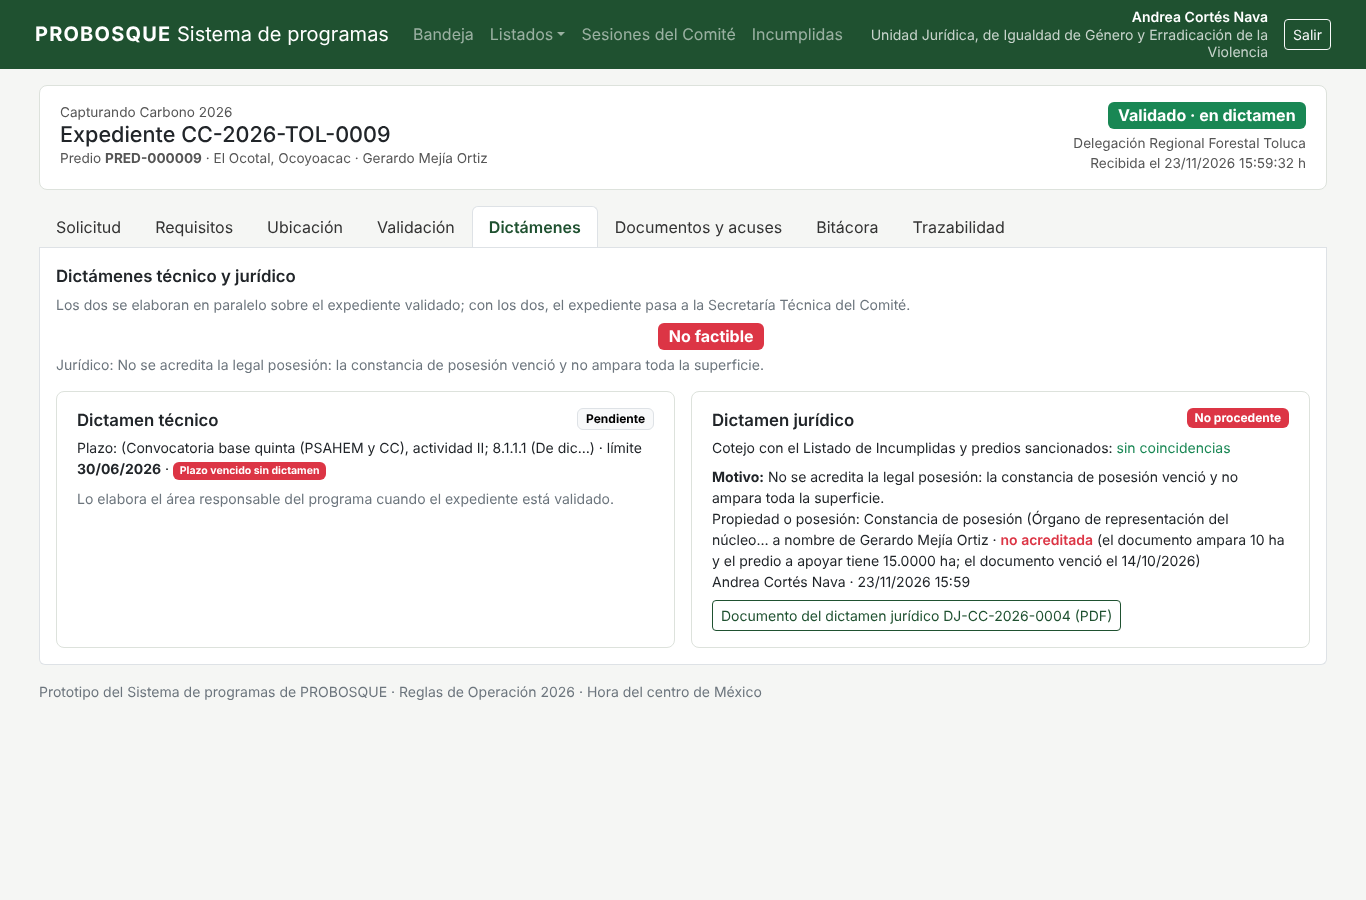 PROBOSQUE Sistema de programas
Bandeja
Listados
Sesiones del Comité
Incumplidas
Andrea Cortés Nava
Unidad Jurídica, de Igualdad de Género y Erradicación de la
Violencia
Salir
Capturando Carbono 2026
Expediente CC-2026-TOL-0009
Predio PRED-000009 · El Ocotal, Ocoyoacac · Gerardo Mejía Ortiz
Validado · en dictamen
Delegación Regional Forestal Toluca
Recibida el 23/11/2026 15:59:32 h
Solicitud
Requisitos
Ubicación
Validación
Dictámenes
Documentos y acuses
Bitácora
Trazabilidad
Dictámenes técnico y jurídico
Los dos se elaboran en paralelo sobre el expediente validado; con los dos, el expediente pasa a la Secretaría Técnica del Comité.
No factible
Jurídico: No se acredita la legal posesión: la constancia de posesión venció y no ampara toda la superficie.
Dictamen técnico
Pendiente
Plazo: (Convocatoria base quinta (PSAHEM y CC), actividad II; 8.1.1.1 (De dic...) · límite
30/06/2026 · Plazo vencido sin dictamen
Lo elabora el área responsable del programa cuando el expediente está validado.
Dictamen jurídico
No procedente
Cotejo con el Listado de Incumplidas y predios sancionados: sin coincidencias
Motivo: No se acredita la legal posesión: la constancia de posesión venció y no
ampara toda la superficie.
Propiedad o posesión: Constancia de posesión (Órgano de representación del
núcleo... a nombre de Gerardo Mejía Ortiz · no acreditada (el documento ampara 10 ha
y el predio a apoyar tiene 15.0000 ha; el documento venció el 14/10/2026)
Andrea Cortés Nava · 23/11/2026 15:59
Documento del dictamen jurídico DJ-CC-2026-0004 (PDF)
Prototipo del Sistema de programas de PROBOSQUE · Reglas de Operación 2026 · Hora del centro de México